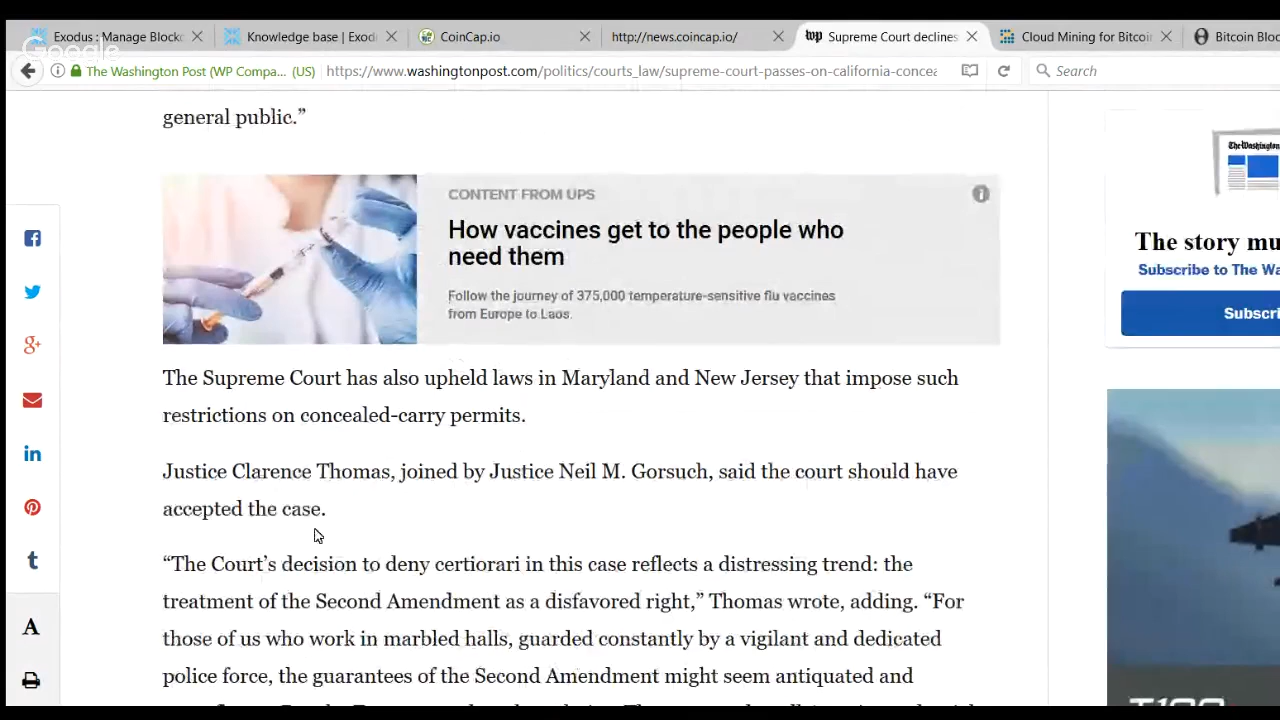 Google
Exodus : Manage Blockc
Knowledge base | Exod
CoinCap.io
http://news.coincap.io/
wp Supreme Court declines
Cloud Mining for Bitcoin
Bitcoin Bloc
The Washington Post (WP Compa... (US)
https://www.washingtonpost.com/politics/courts_law/supreme-court-passes-on-california-concea
Search
general public.”
CONTENT FROM UPS
How vaccines get to the people who
need them
Follow the journey of 375,000 temperature-sensitive flu vaccines
from Europe to Laos.
The Supreme Court has also upheld laws in Maryland and New Jersey that impose such
restrictions on concealed-carry permits.
Justice Clarence Thomas, joined by Justice Neil M. Gorsuch, said the court should have
accepted the case.
“The Court’s decision to deny certiorari in this case reflects a distressing trend: the
treatment of the Second Amendment as a disfavored right,” Thomas wrote, adding. “For
those of us who work in marbled halls, guarded constantly by a vigilant and dedicated
police force, the guarantees of the Second Amendment might seem antiquated and
A
The Washington
The story mu
Subscribe to The Wa
Subscri